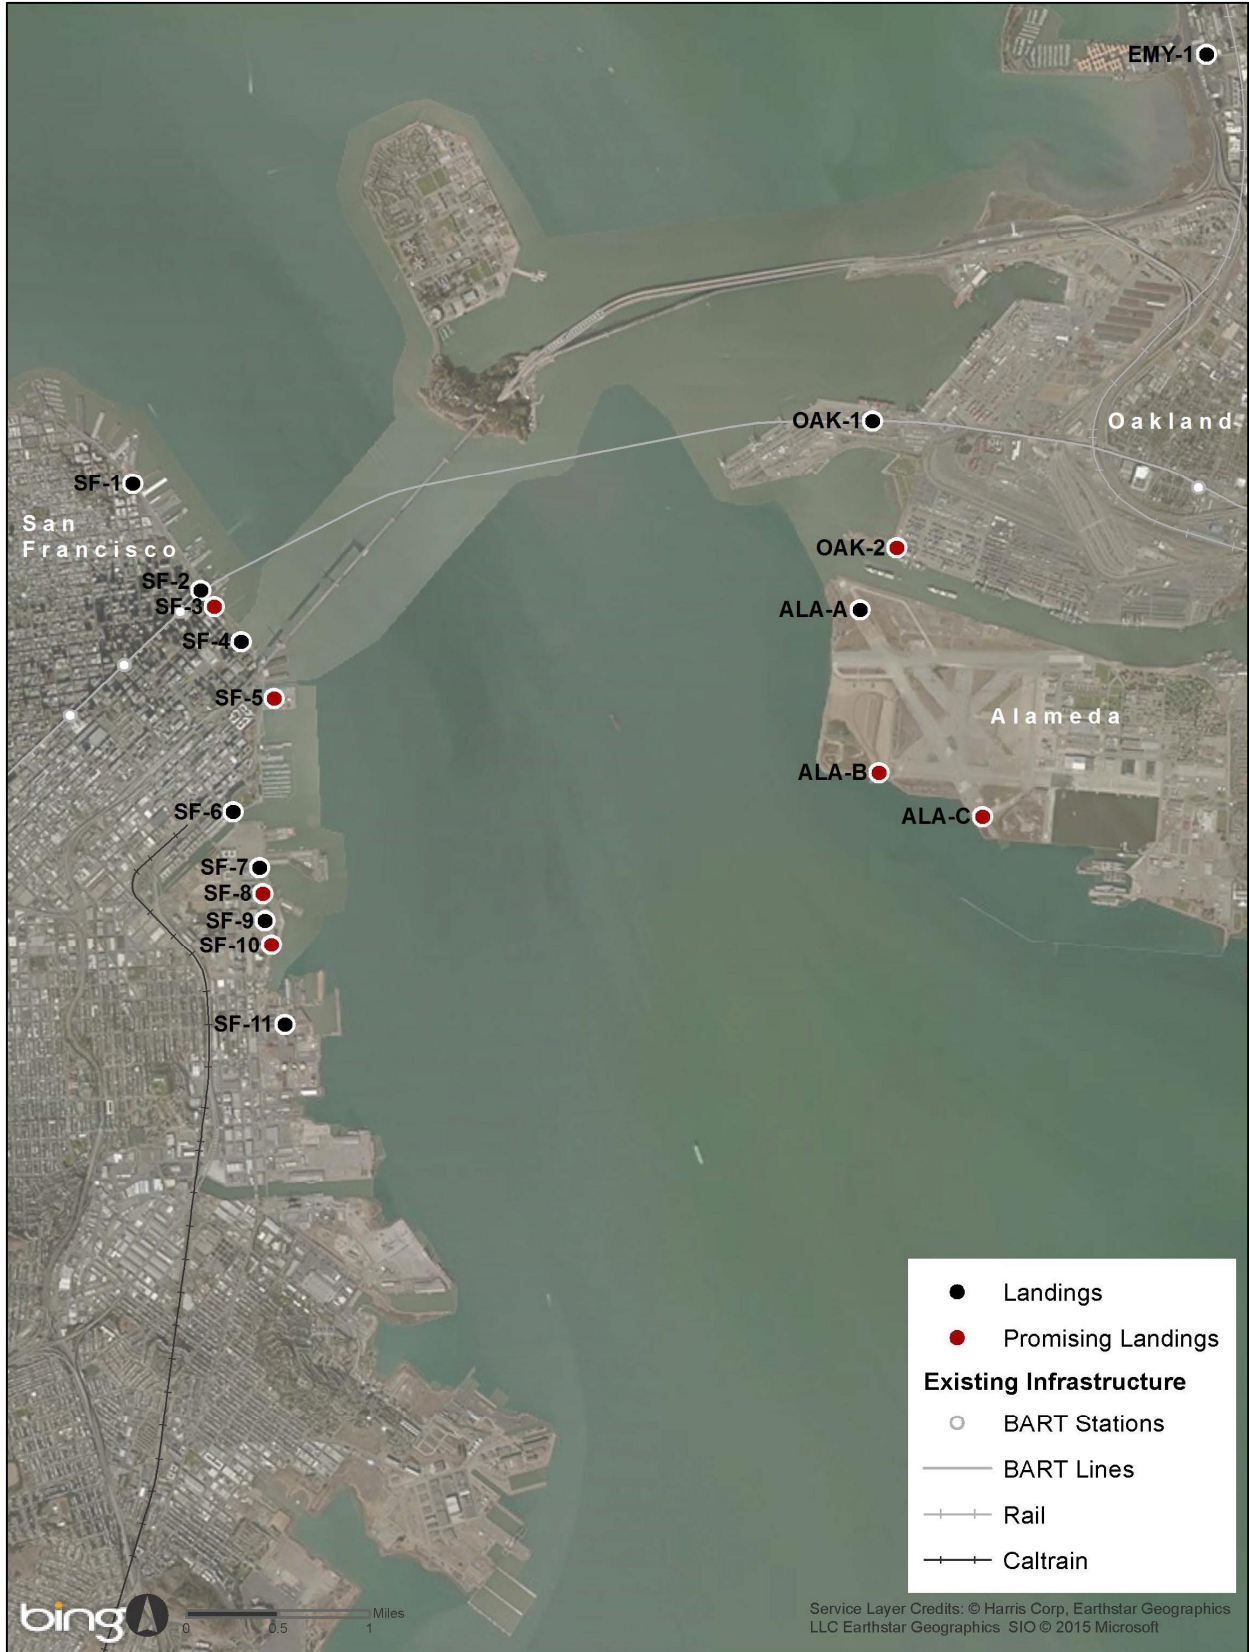 EMY-1
OAK-1
Oakland
SF-1
San
Francisco
OAK-2
SF-2
SF-3
ALA-A
SF-4
SF-5
Alameda
ALA-B
SF-6
ALA-C
SF-7
SF-8
SF-9
SF-10
SF-11
Landings
Promising Landings
Existing Infrastructure
BART Stations
BART Lines
Rail
Caltrain
bing
Miles
0 0.5 1
Service Layer Credits: © Harris Corp, Earthstar Geographics
LLC Earthstar Geographics SIO © 2015 Microsoft